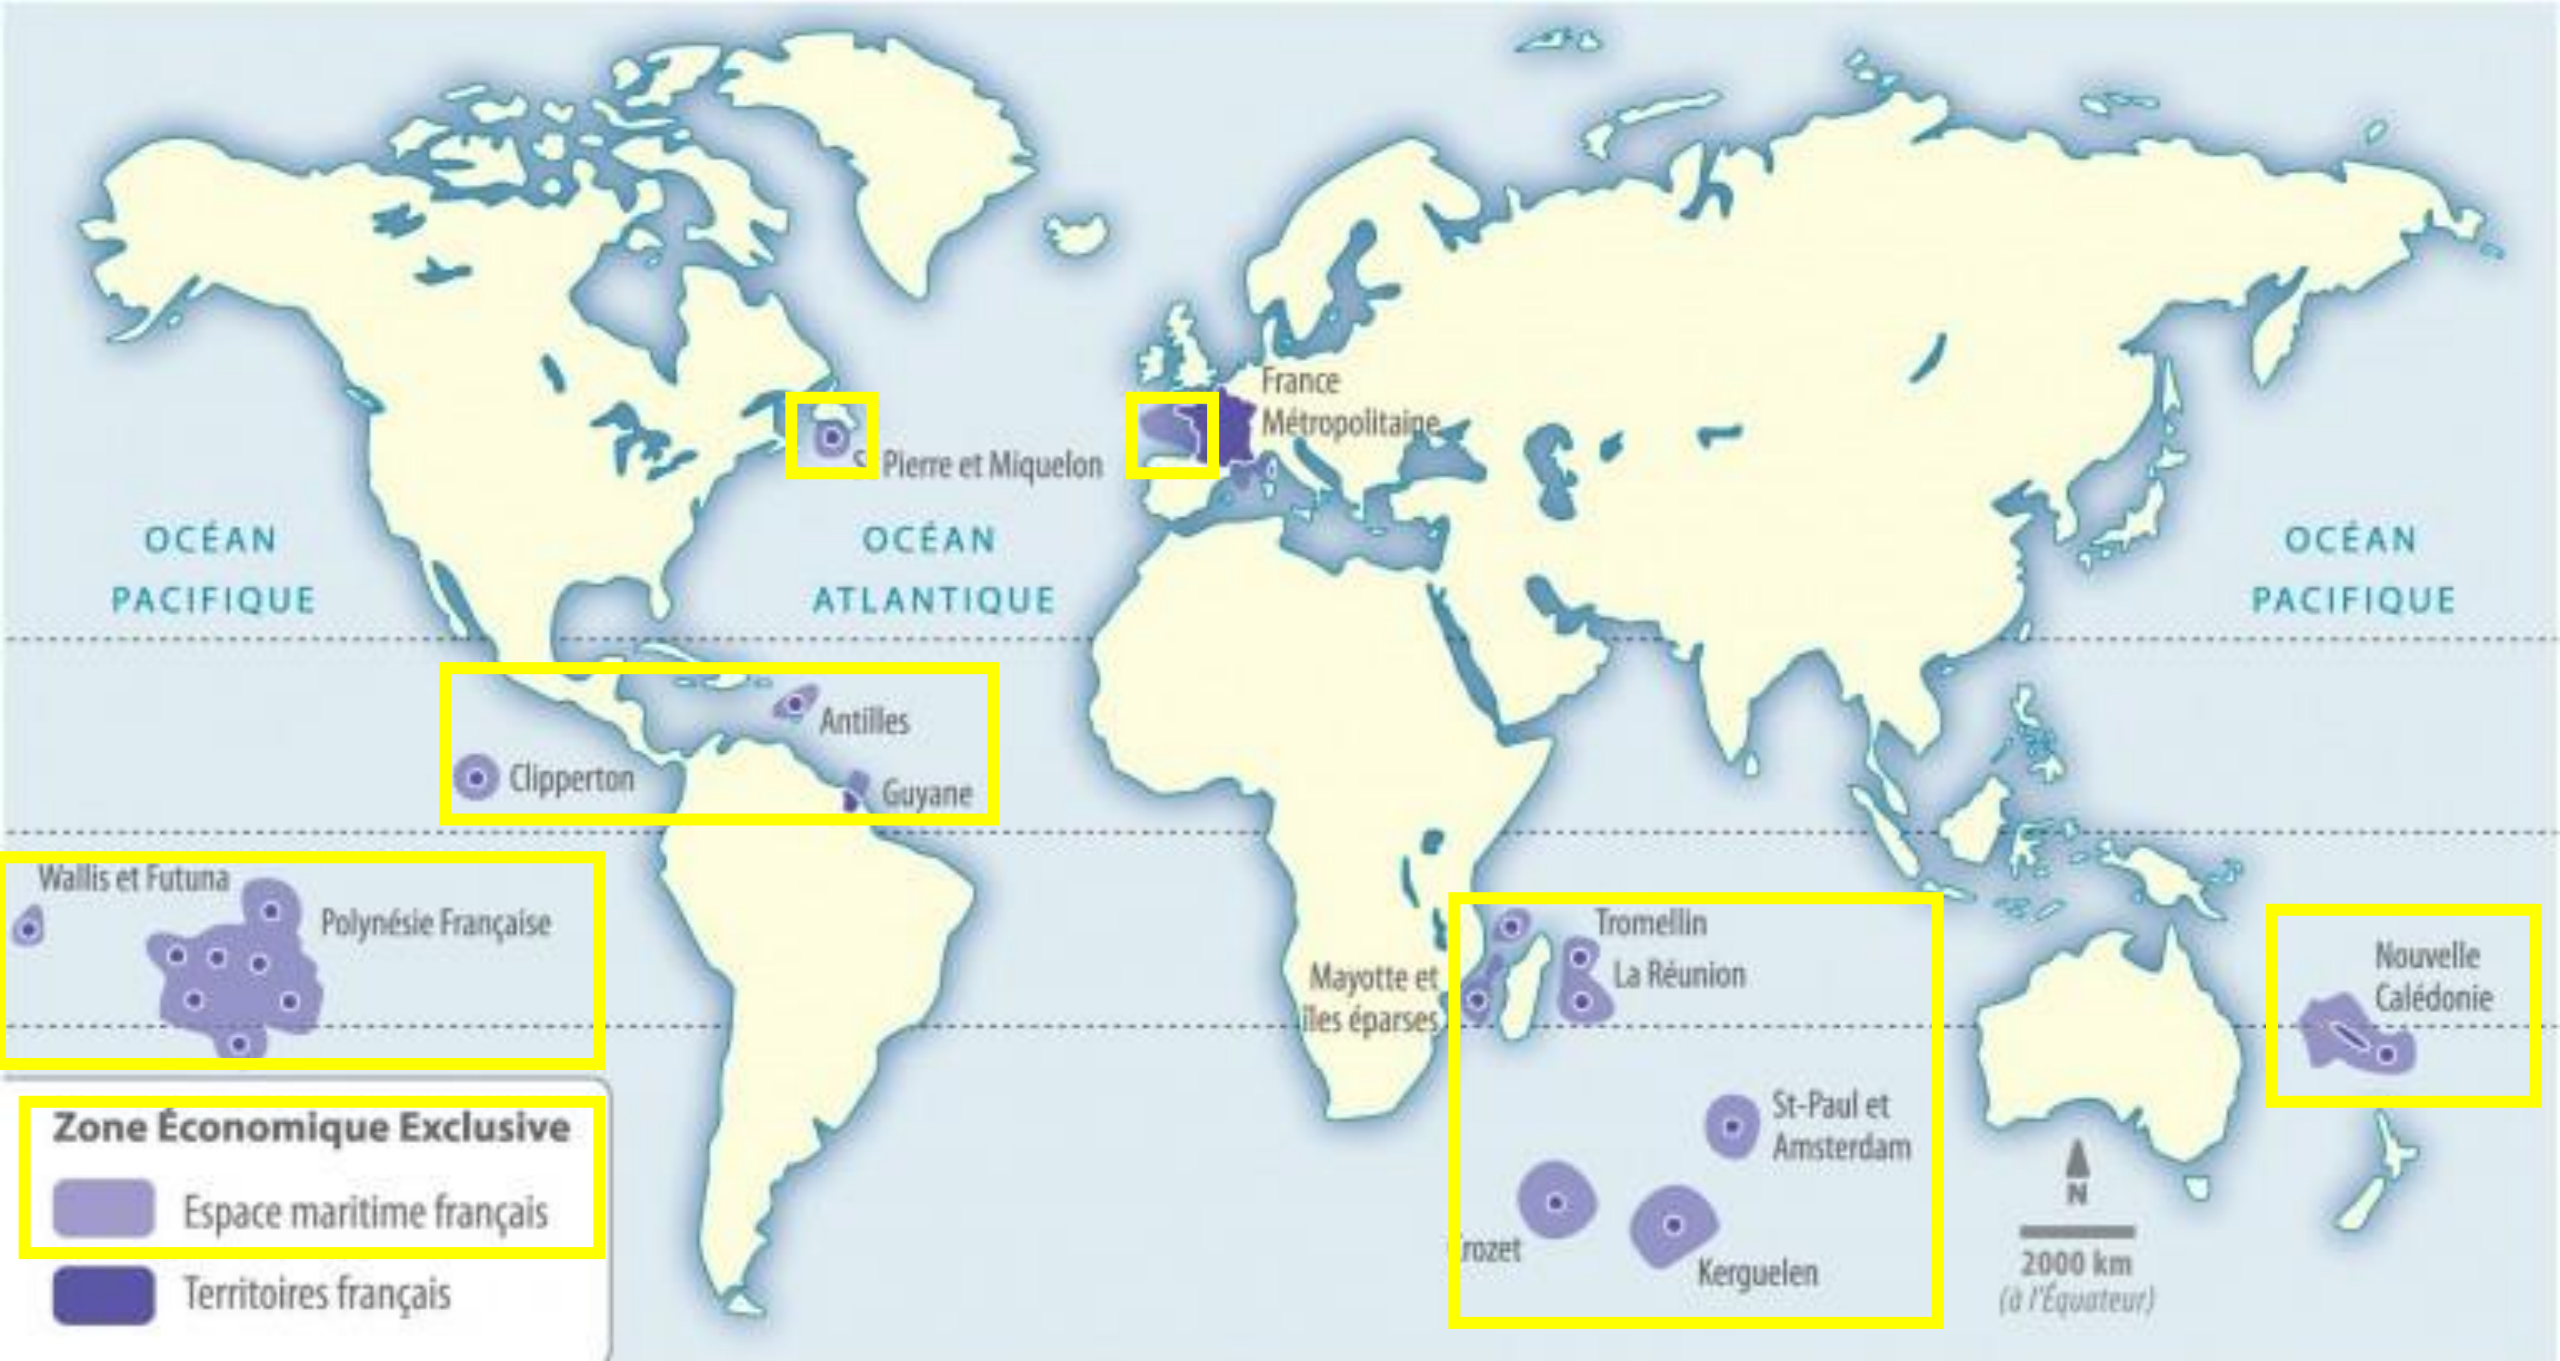 France
Métropolitaine
St Pierre et Miquelon
OCÉAN
PACIFIQUE
OCÉAN
ATLANTIQUE
OCÉAN
PACIFIQUE
Antilles
Clipperton
Guyane
Wallis et Futuna
Polynésie Française
Tromellin
Mayotte et
îles éparses
La Réunion
Nouvelle
Calédonie
St-Paul et
Amsterdam
Crozet
Kerguelen
N
2000 km
(à l'Équateur)
Zone Économique Exclusive
Espace maritime français
Territoires français